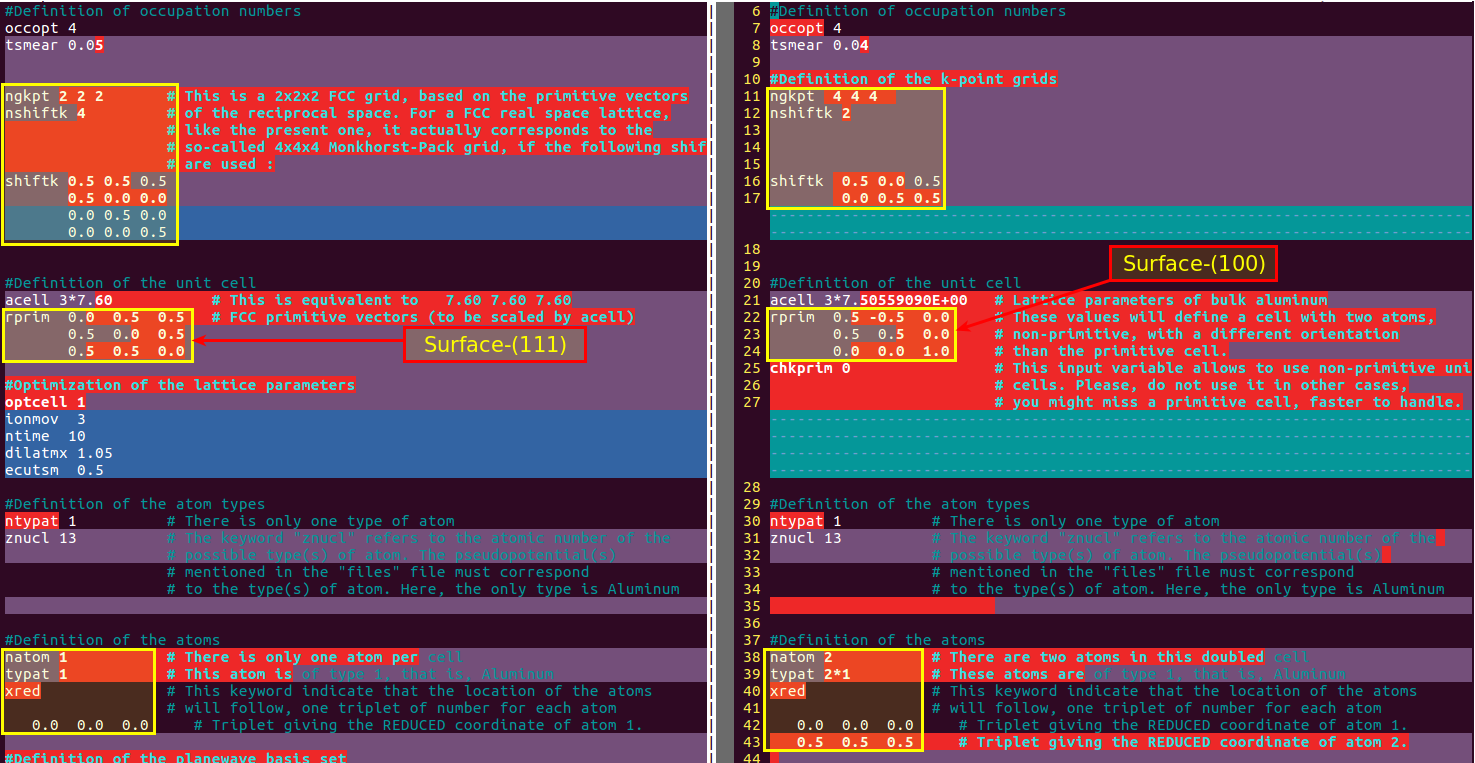 #Definition of occupation numbers
occopt 4
tsmear 0.05
ngkpt 2 2 2 # This is a 2x2x2 FCC grid, based on the primitive vectors
nshiftk 4 # of the reciprocal space. For a FCC real space lattice,
# like the present one, it actually corresponds to the
# so-called 4x4x4 Monkhorst-Pack grid, if the following shif
# are used :
shiftk 0.5 0.5 0.5
0.5 0.0 0.0
0.0 0.5 0.0
0.0 0.0 0.5
#Definition of the unit cell
acell 3*7.60 # This is equivalent to 7.60 7.60 7.60
rprim 0.0 0.5 0.5 # FCC primitive vectors (to be scaled by acell)
0.5 0.0 0.5
0.5 0.5 0.0
Surface-(111)
#Optimization of the lattice parameters
optcell 1
ionmov 3
ntime 10
dilatmx 1.05
ecutsm 0.5
#Definition of the atom types
ntypat 1 # There is only one type of atom
znucl 13 # The keyword "znucl" refers to the atomic number of the
# possible type(s) of atom. The pseudopotential(s)
# mentioned in the "files" file must correspond
# to the type(s) of atom. Here, the only type is Aluminum
#Definition of the atoms
natom 1 # There is only one atom per cell
typat 1 # This atom is of type 1, that is, Aluminum
xred # This keyword indicate that the location of the atoms
# will follow, one triplet of number for each atom
0.0 0.0 0.0 # Triplet giving the REDUCED coordinate of atom 1.
#Definition of the planewave basis set
6 #Definition of occupation numbers
7 occopt 4
8 tsmear 0.04
9
10 #Definition of the k-point grids
11 ngkpt 4 4 4
12 nshiftk 2
13
14
15
16 shiftk 0.5 0.0 0.5
17 0.0 0.5 0.5
18
19
Surface-(100)
20 #Definition of the unit cell
21 acell 3*7.50559090E+00 # Lattice parameters of bulk aluminum
22 rprim 0.5 -0.5 0.0 # These values will define a cell with two atoms,
23 0.5 0.5 0.0 # non-primitive, with a different orientation
24 0.0 0.0 1.0 # than the primitive cell.
25 chkprim 0 # This input variable allows to use non-primitive uni
26 # cells. Please, do not use it in other cases,
27 # you might miss a primitive cell, faster to handle.
28
29 #Definition of the atom types
30 ntypat 1 # There is only one type of atom
31 znucl 13 # The keyword "znucl" refers to the atomic number of the
32 # possible type(s) of atom. The pseudopotential(s)
33 # mentioned in the "files" file must correspond
34 # to the type(s) of atom. Here, the only type is Aluminum
35
36
37 #Definition of the atoms
38 natom 2 # There are two atoms in this doubled cell
39 typat 2*1 # These atoms are of type 1, that is, Aluminum
40 xred # This keyword indicate that the location of the atoms
41 # will follow, one triplet of number for each atom
42 0.0 0.0 0.0 # Triplet giving the REDUCED coordinate of atom 1.
43 0.5 0.5 0.5 # Triplet giving the REDUCED coordinate of atom 2.
44